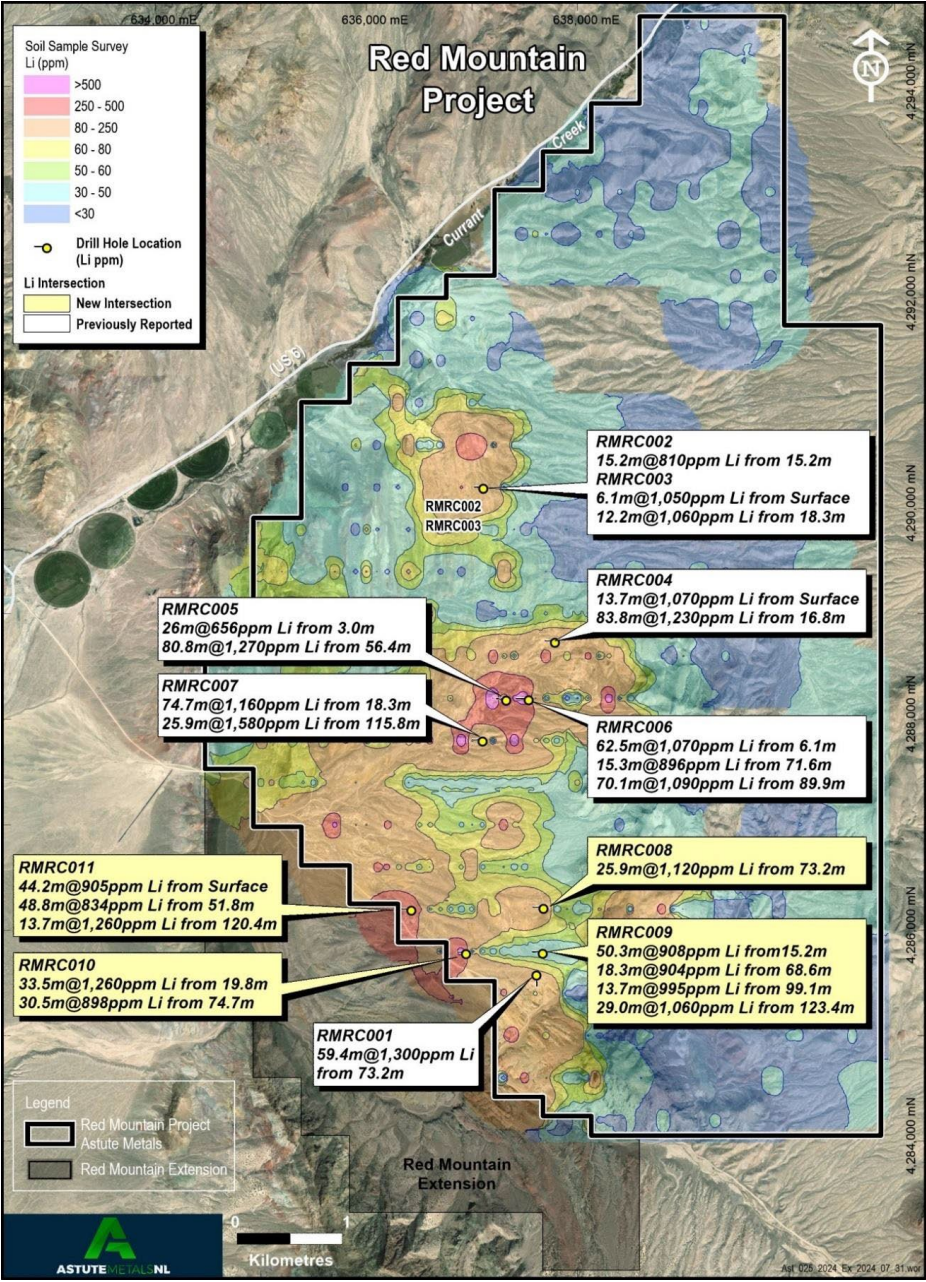 634,000 mE
636,000 mE
638,000 mE
Red Mountain
Project
N
Soil Sample Survey
Li (ppm)
>500
250 - 500
80 - 250
60 - 80
50 - 60
30 - 50
<30
Drill Hole Location
(Li ppm)
Li Intersection
New Intersection
Previously Reported
4,294,000 mN
Creek
Currant
4,292,000 mN
(US 6)
RMRC002
15.2m@810ppm Li from 15.2m
RMRC003
6.1m@1,050ppm Li from Surface
12.2m@1,060ppm Li from 18.3m
RMRC002
RMRC003
4,290,000 mN
RMRC004
13.7m@1,070ppm Li from Surface
83.8m@1,230ppm Li from 16.8m
RMRC005
26m@656ppm Li from 3.0m
80.8m@1,270ppm Li from 56.4m
RMRC007
74.7m@1,160ppm Li from 18.3m
25.9m@1,580ppm Li from 115.8m
RMRC006
62.5m@1,070ppm Li from 6.1m
15.3m@896ppm Li from 71.6m
70.1m@1,090ppm Li from 89.9m
4,288,000 mN
RMRC008
25.9m@1,120ppm Li from 73.2m
RMRC011
44.2m@905ppm Li from Surface
48.8m@834ppm Li from 51.8m
13.7m@1,260ppm Li from 120.4m
RMRC009
50.3m@908ppm Li from15.2m
18.3m@904ppm Li from 68.6m
13.7m@995ppm Li from 99.1m
29.0m@1,060ppm Li from 123.4m
4,286,000 mN
RMRC010
33.5m@1,260ppm Li from 19.8m
30.5m@898ppm Li from 74.7m
RMRC001
59.4m@1,300ppm Li
from 73.2m
Legend
Red Mountain Project
Astute Metals
Red Mountain Extension
Red Mountain
Extension
4,284,000 mN
ASTUTEMETALSNL
0 1
Kilometres
Ast_025_2024_Ex_2024_07_31.wor